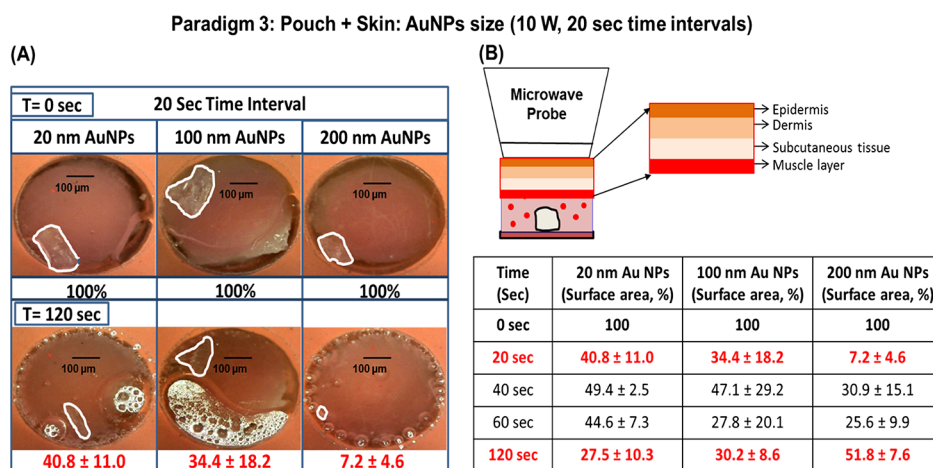 Paradigm 3: Pouch + Skin: AuNPs size (10 W, 20 sec time intervals)
(A)
T= 0 sec
20 Sec Time Interval
20 nm AuNPs
100 nm AuNPs
200 nm AuNPs
100 µm
100 µm
100 µm
100%
100%
100%
T= 120 sec
100 µm
100 µm
100 µm
40.8 ± 11.0
34.4 ± 18.2
7.2 ± 4.6
(B)
Microwave
Probe
Epidermis
Dermis
Subcutaneous tissue
Muscle layer
Time (Sec) 20 nm Au NPs (Surface area, %) 100 nm Au NPs (Surface area, %) 200 nm Au NPs (Surface area, %)
0 sec 100 100 100
20 sec 40.8 ± 11.0 34.4 ± 18.2 7.2 ± 4.6
40 sec 49.4 ± 2.5 47.1 ± 29.2 30.9 ± 15.1
60 sec 44.6 ± 7.3 27.8 ± 20.1 25.6 ± 9.9
120 sec 27.5 ± 10.3 30.2 ± 8.6 51.8 ± 7.6